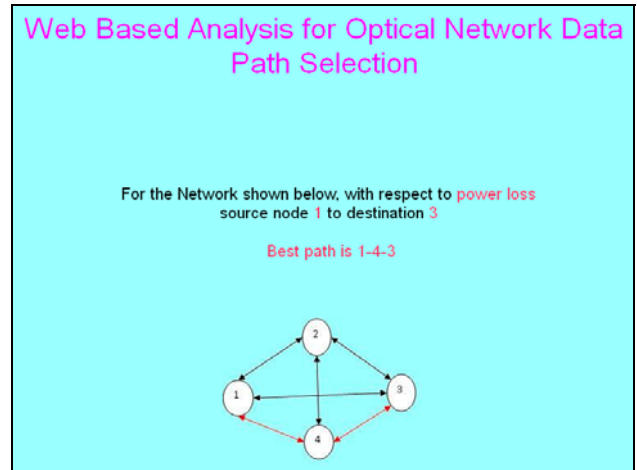 Web Based Analysis for Optical Network Data
Path Selection
For the Network shown below, with respect to power loss
source node 1 to destination 3
Best path is 1-4-3
2
1
3
4